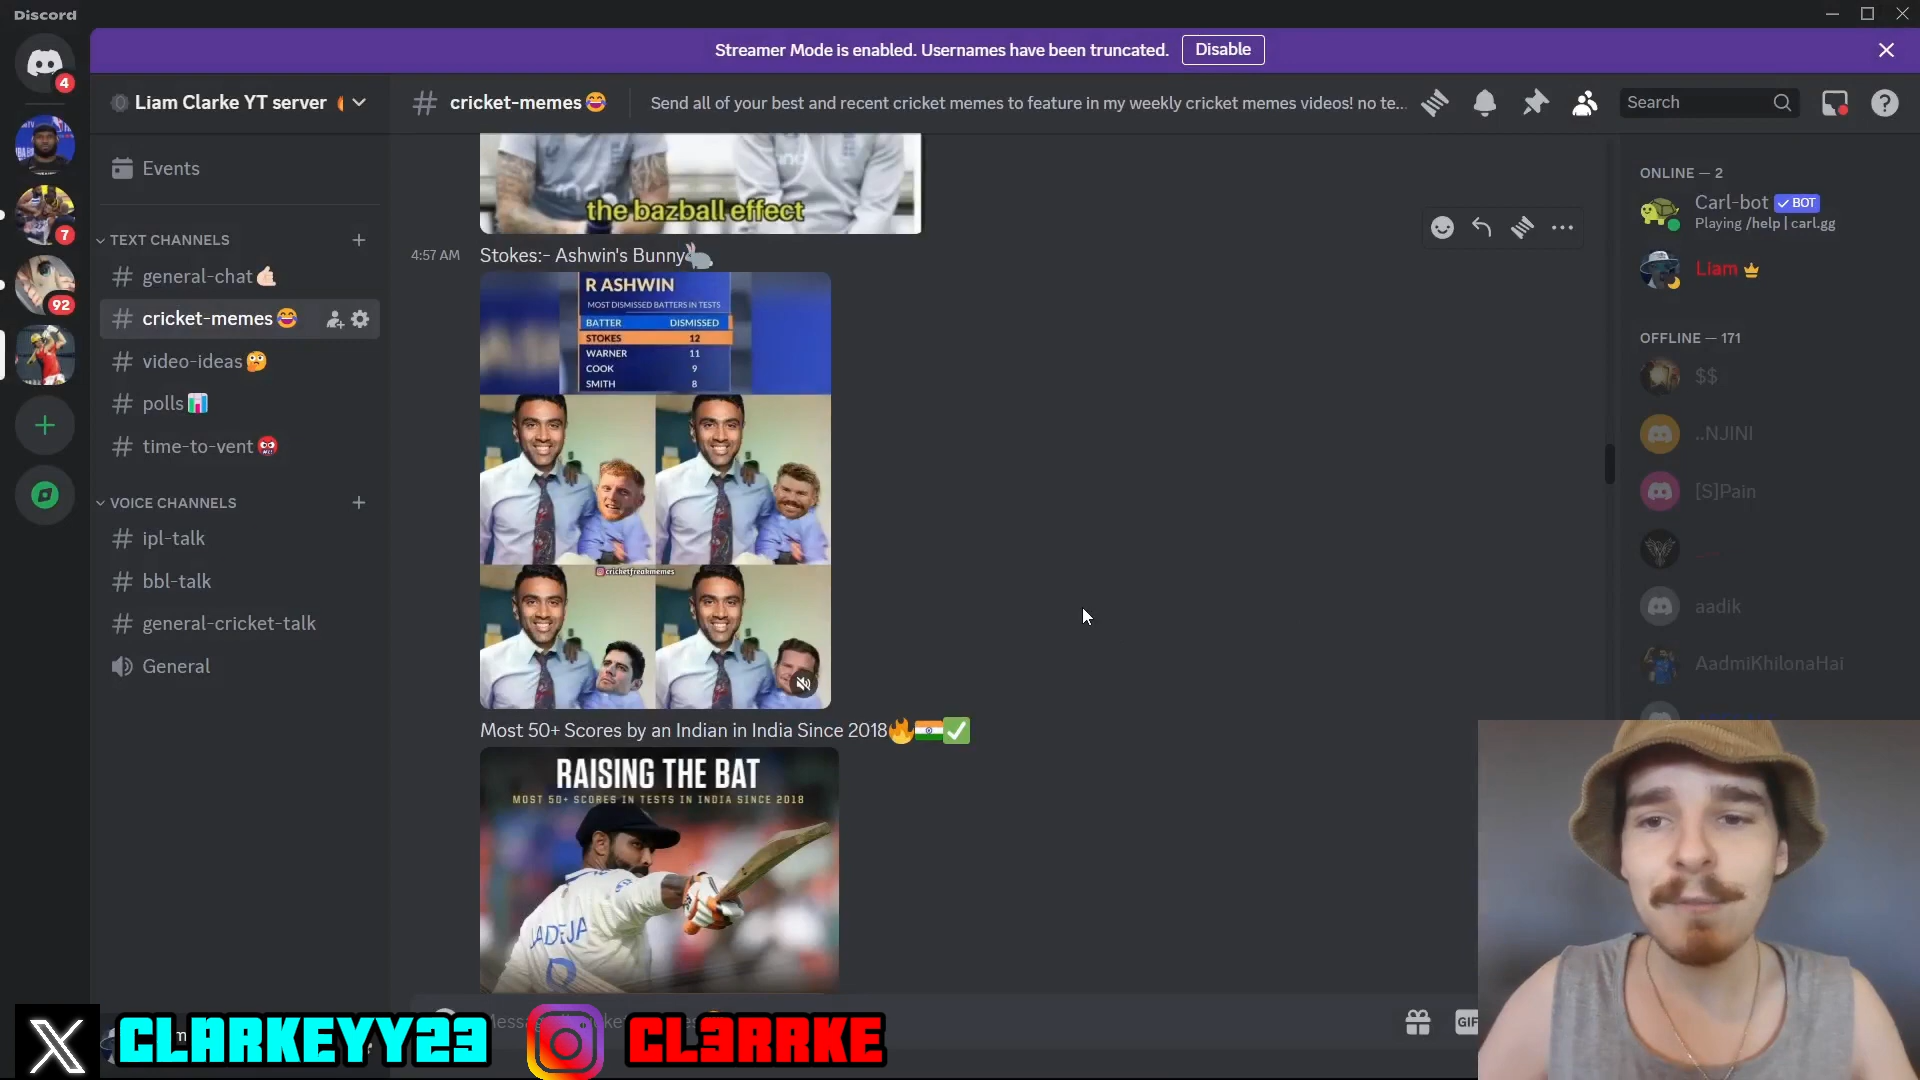 Discord
Streamer Mode is enabled. Usernames have been truncated.
Disable
4
7
92
Liam Clarke YT server
Events
TEXT CHANNELS
general-chat
cricket-memes
video-ideas
polls
time-to-vent
VOICE CHANNELS
ipl-talk
bbl-talk
general-cricket-talk
General
cricket-memes
Send all of your best and recent cricket memes to feature in my weekly cricket memes videos! no te...
Search
the bazball effect
4:57 AM
Stokes:- Ashwin's Bunny
R ASHWIN
MOST DISMISSED BATTERS IN TESTS
BATTER DISMISSED
STOKES 12
WARNER 11
COOK 9
SMITH 8
cricketfreakmemes
Most 50+ Scores by an Indian in India Since 2018
RAISING THE BAT
MOST 50+ SCORES IN TESTS IN INDIA SINCE 2018
JADEJA
GIF
ONLINE — 2
Carl-bot
BOT
Playing /help | carl.gg
Liam
OFFLINE — 171
$$
..NJINI
[S]Pain
aadik
AadmiKhilonaHai
CLARKEYY23
CL3RRKE